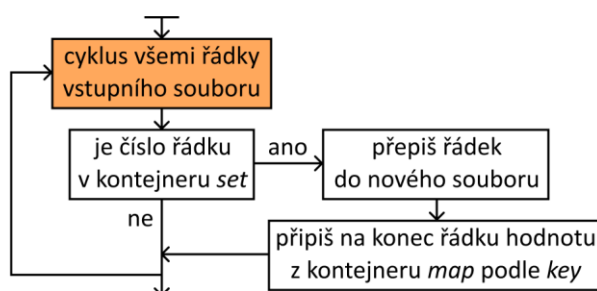 cyklus všemi řádky
vstupního souboru
je číslo řádku
v kontejneru set
ano
přepiš řádek
do nového souboru
ne
připiš na konec řádku hodnotu
z kontejneru map podle key